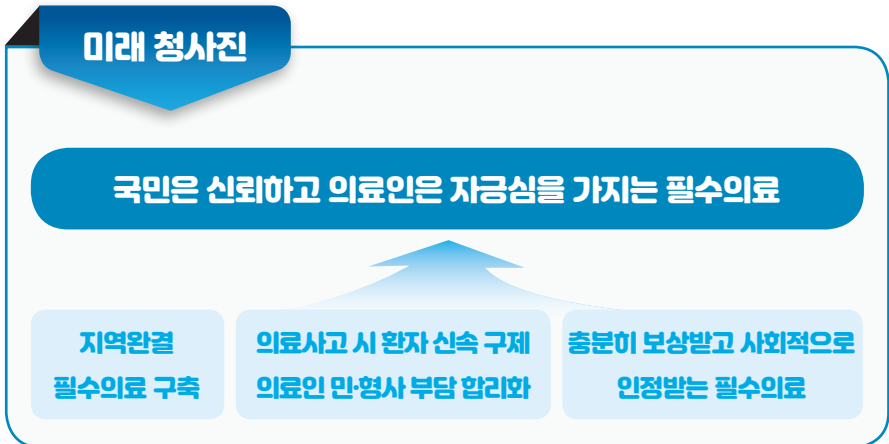 미래 청사진
국민은 신뢰하고 의료인은 자긍심을 가지는 필수의료
지역완결
필수의료 구축
의료사고 시 환자 신속 구제
의료인 민·형사 부담 합리화
충분히 보상받고 사회적으로
인정받는 필수의료